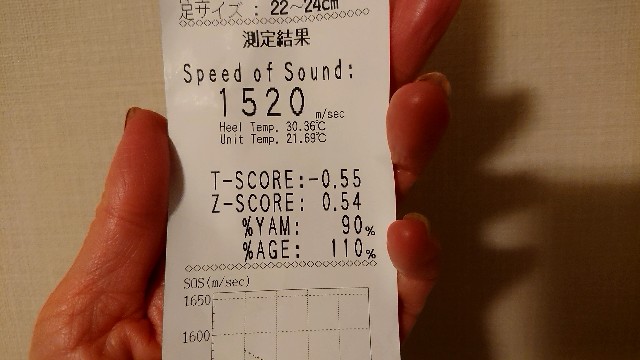 足サイズ : 22～24cm
測定結果
Speed of Sound:
1520 m/sec
Heel Temp. 30.36℃
Unit Temp. 21.69℃
T-SCORE:-0.55
Z-SCORE: 0.54
%YAM: 90%
%AGE: 110%
SOS(m/sec)
1650
1600